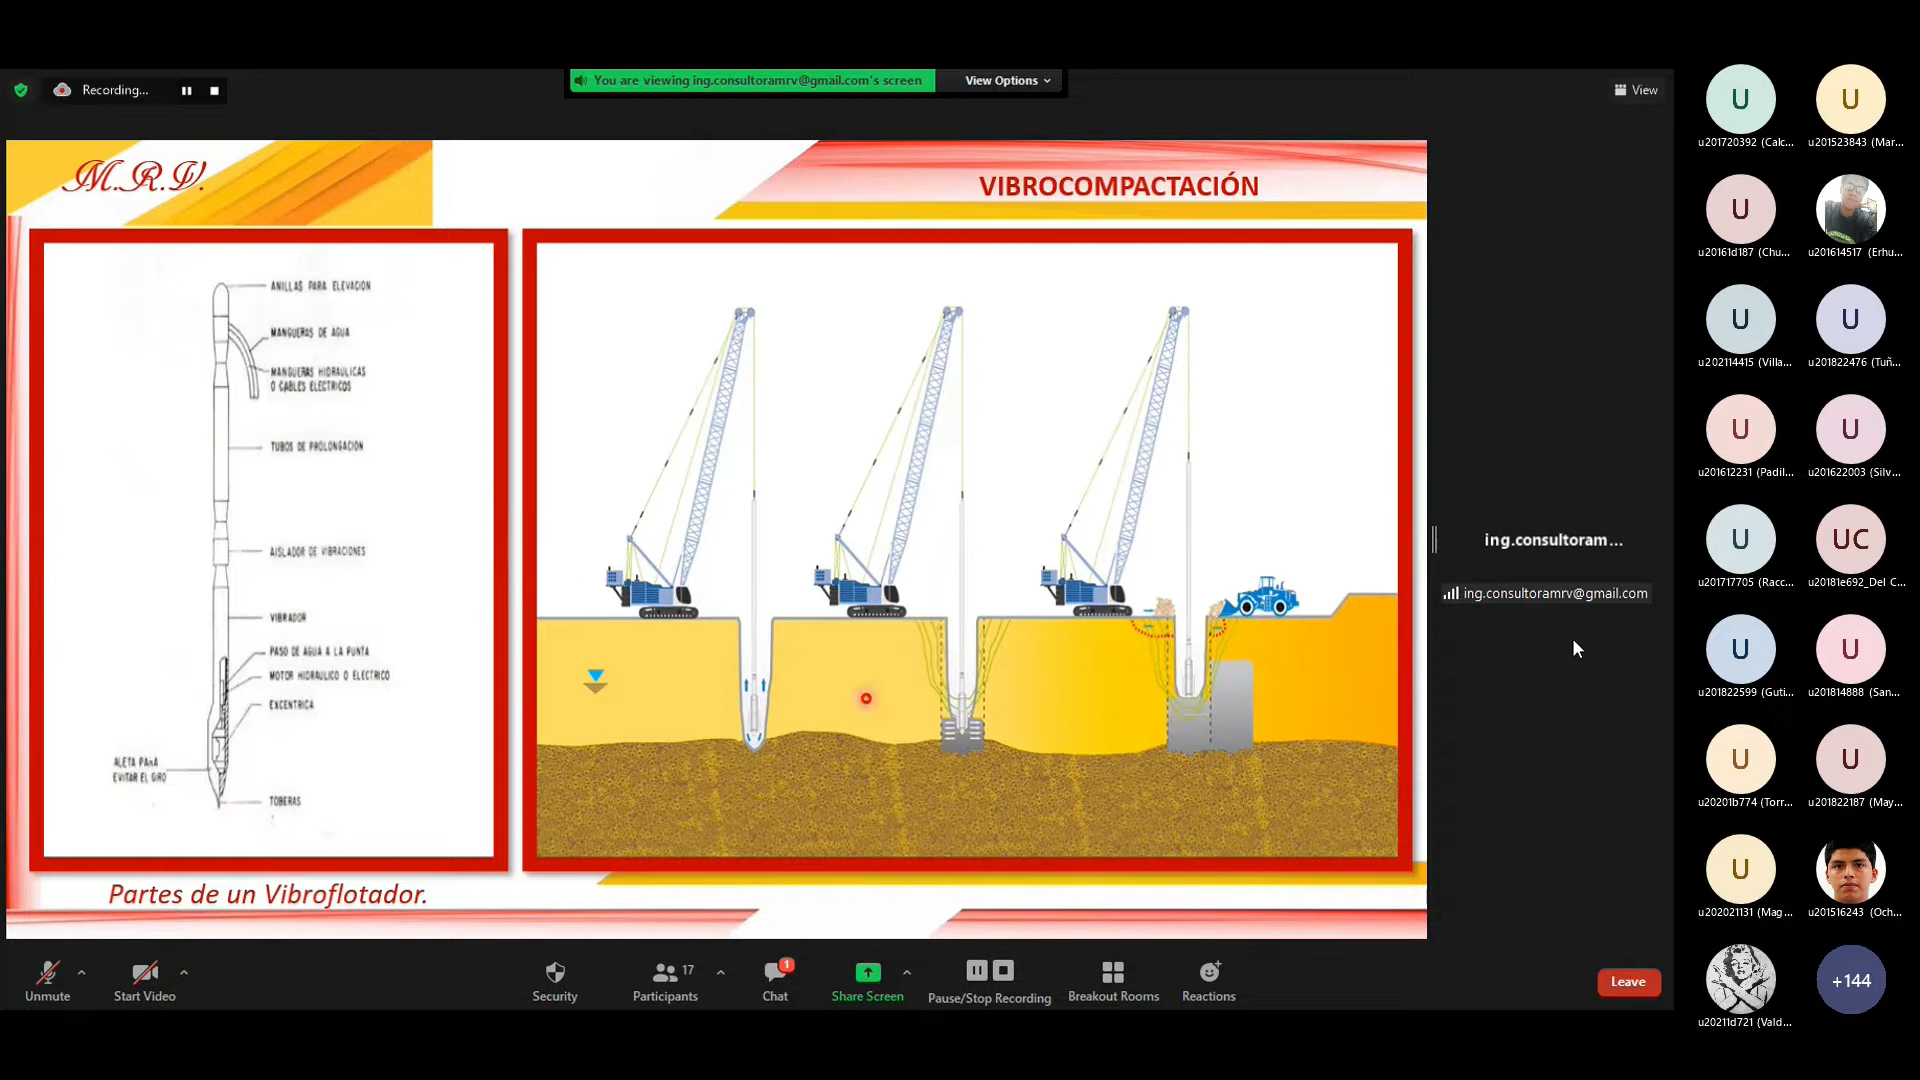 Recording...
You are viewing ing.consultoramrv@gmail.com's screen
View Options
View
M.R.V.
VIBROCOMPACTACIÓN
ANILLAS PARA ELEVACION
MANGUERAS DE AGUA
MANGUERAS HIDRAULICAS
O CABLES ELECTRICOS
TUBOS DE PROLONGACION
AISLADOR DE VIBRACIONES
VIBRADOR
PASO DE AGUA A LA PUNTA
MOTOR HIDRAULICO O ELECTRICO
EXCENTRICA
ALETA PARA
EVITAR EL GIRO
TOBERAS
Partes de un Vibroflotador.
ing.consultoram...
ing.consultoramrv@gmail.com
Unmute
Start Video
Security
17
Participants
1
Chat
Share Screen
Pause/Stop Recording
Breakout Rooms
Reactions
Leave
U
u201720392 (Calc...
U
u201523843 (Mar...
U
u20161d187 (Chu...
u201614517 (Erhu...
U
u202114415 (Villa...
U
u201822476 (Tuñ...
U
u201612231 (Padil...
U
u201622003 (Silv...
U
u201717705 (Racc...
UC
u20181e692_Del C...
U
u201822599 (Guti...
U
u201814888 (San...
U
u20201b774 (Torr...
U
u201822187 (May...
U
u202021131 (Mag...
u201516243 (Och...
u20211d721 (Vald...
+144